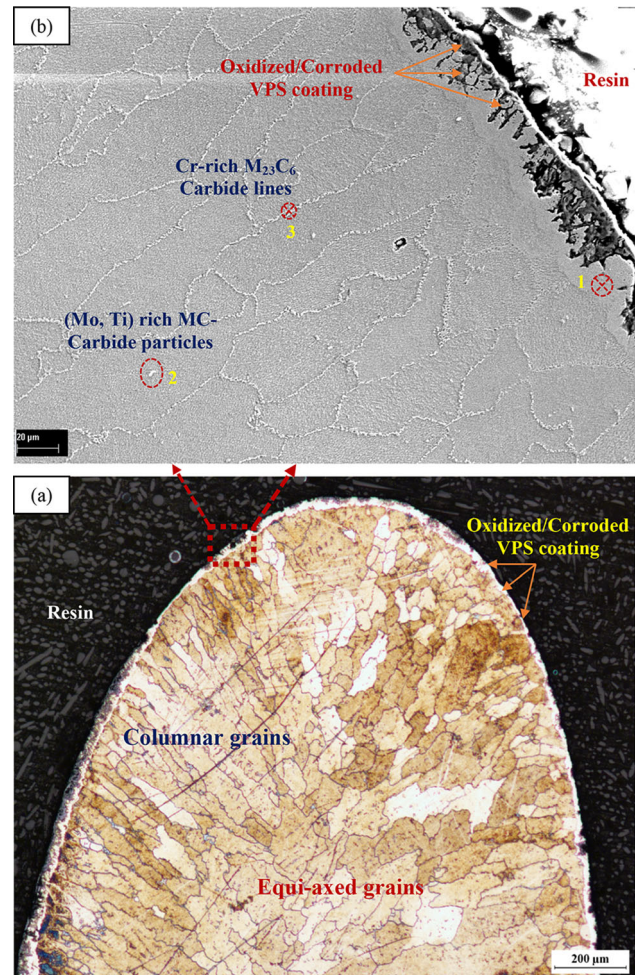 (b)
Oxidized/Corroded
VPS coating
Resin
Cr-rich M₂₃C₆
Carbide lines
3
1
(Mo, Ti) rich MC-
Carbide particles
2
20 µm
(a)
Oxidized/Corroded
VPS coating
Resin
Columnar grains
Equi-axed grains
200 µm